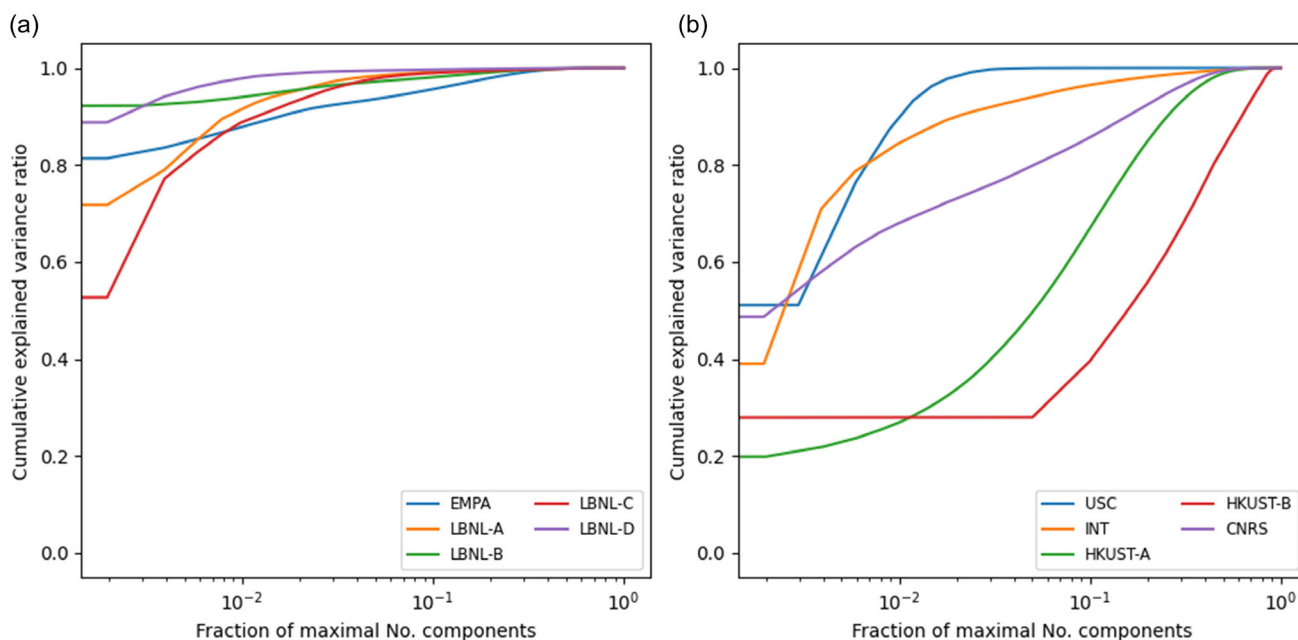 (a)
(b)
Cumulative explained variance ratio
1.0
0.8
0.6
0.4
0.2
0.0
EMPA
LBNL-A
LBNL-B
LBNL-C
LBNL-D
10⁻²
10⁻¹
10⁰
Fraction of maximal No. components
Cumulative explained variance ratio
1.0
0.8
0.6
0.4
0.2
0.0
USC
INT
HKUST-A
HKUST-B
CNRS
10⁻²
10⁻¹
10⁰
Fraction of maximal No. components